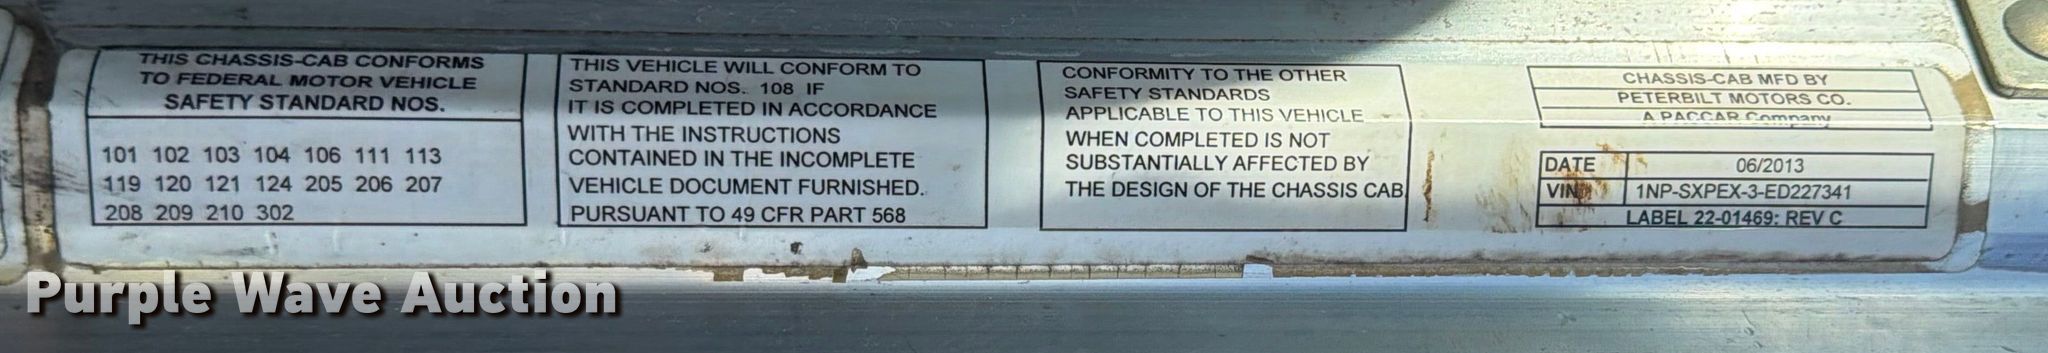 THIS CHASSIS-CAB CONFORMS
TO FEDERAL MOTOR VEHICLE
SAFETY STANDARD NOS.
101 102 103 104 106 111 113
119 120 121 124 205 206 207
208 209 210 302
THIS VEHICLE WILL CONFORM TO
STANDARD NOS. 108 IF
IT IS COMPLETED IN ACCORDANCE
WITH THE INSTRUCTIONS
CONTAINED IN THE INCOMPLETE
VEHICLE DOCUMENT FURNISHED.
PURSUANT TO 49 CFR PART 568
CONFORMITY TO THE OTHER
SAFETY STANDARDS
APPLICABLE TO THIS VEHICLE
WHEN COMPLETED IS NOT
SUBSTANTIALLY AFFECTED BY
THE DESIGN OF THE CHASSIS CAB
CHASSIS-CAB MFD BY
PETERBILT MOTORS CO.
A PACCAR Company
DATE 06/2013
VIN 1NP-SXPEX-3-ED227341
LABEL 22-01469: REV C
Purple Wave Auction